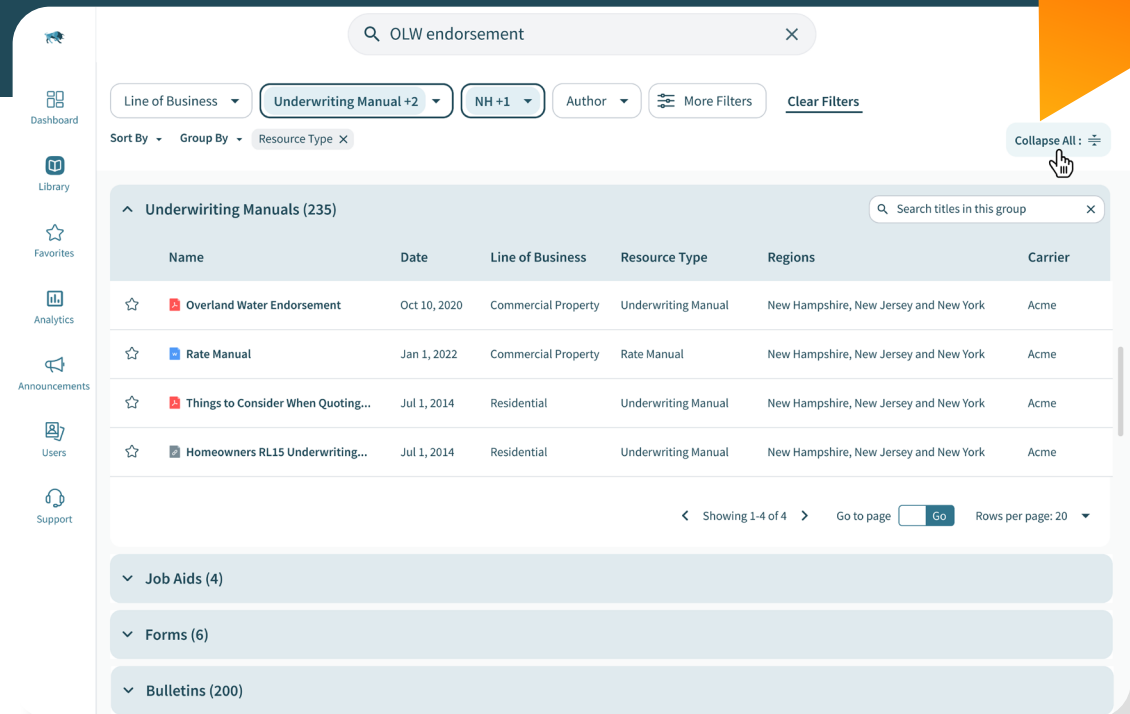 OLW endorsement
Line of Business
Underwriting Manual +2
NH +1
Author
More Filters
Clear Filters
Sort By
Group By
Resource Type
Collapse All :
Dashboard
Library
Favorites
Analytics
Announcements
Users
Support
Underwiriting Manuals (235)
Search titles in this group
Name Date Line of Business Resource Type Regions Carrier
Overland Water Endorsement Oct 10, 2020 Commercial Property Underwriting Manual New Hampshire, New Jersey and New York Acme
Rate Manual Jan 1, 2022 Commercial Property Rate Manual New Hampshire, New Jersey and New York Acme
Things to Consider When Quoting... Jul 1, 2014 Residential Underwriting Manual New Hampshire, New Jersey and New York Acme
Homeowners RL15 Underwriting... Jul 1, 2014 Residential Underwriting Manual New Hampshire, New Jersey and New York Acme
Showing 1-4 of 4 Go to page Go Rows per page: 20
Job Aids (4)
Forms (6)
Bulletins (200)